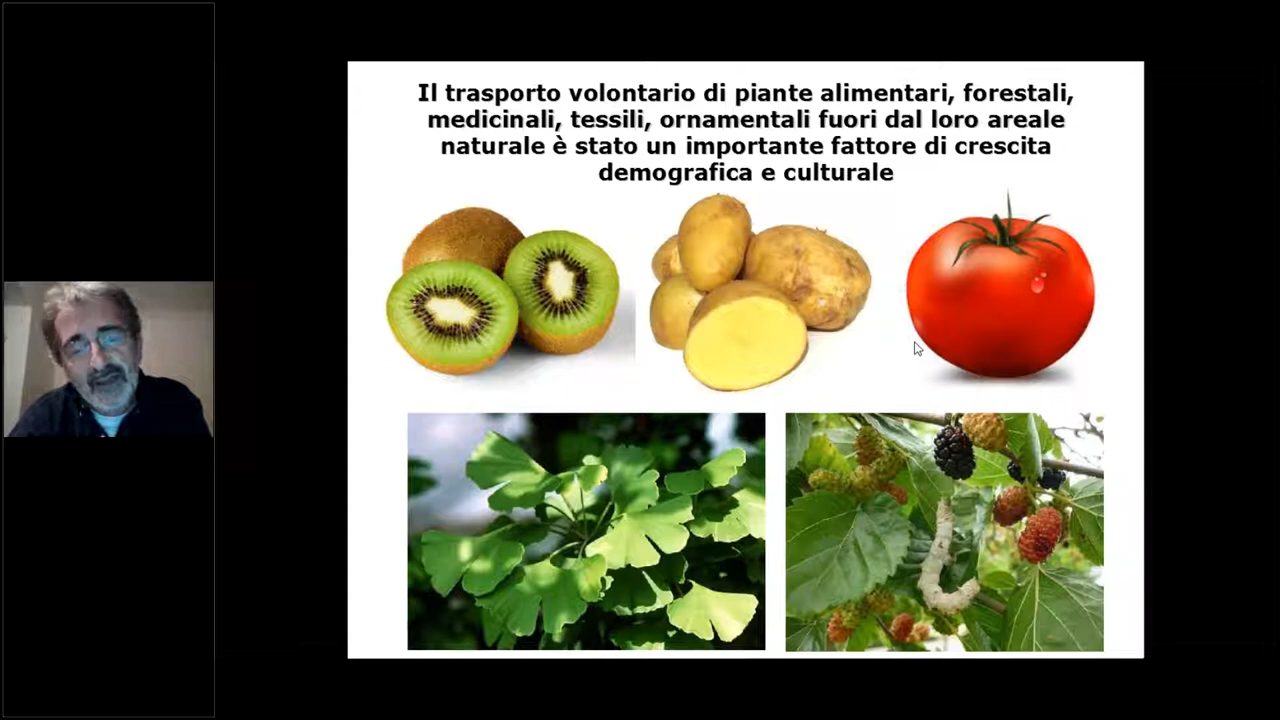 Il trasporto volontario di piante alimentari, forestali,
medicinali, tessili, ornamentali fuori dal loro areale
naturale è stato un importante fattore di crescita
demografica e culturale